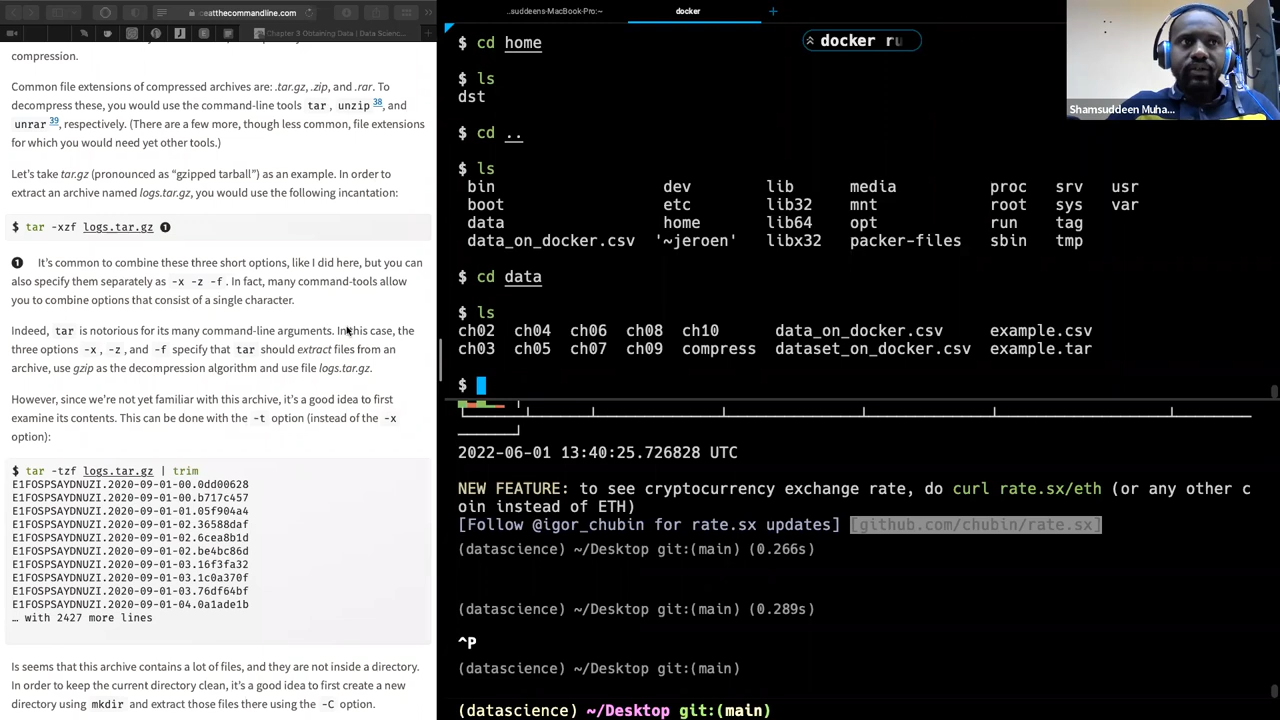 eatthecommandline.com
Chapter 3 Obtaining Data | Data Scienc...
compression.
Common file extensions of compressed archives are: .tar.gz, .zip, and .rar. To
decompress these, you would use the command-line tools tar, unzip 38, and
unrar 39, respectively. (There are a few more, though less common, file extensions
for which you would need yet other tools.)
Let's take tar.gz (pronounced as “gzipped tarball”) as an example. In order to
extract an archive named logs.tar.gz, you would use the following incantation:
$ tar -xzf logs.tar.gz ❶
❶ It's common to combine these three short options, like I did here, but you can
also specify them separately as -x -z -f. In fact, many command-tools allow
you to combine options that consist of a single character.
Indeed, tar is notorious for its many command-line arguments. In this case, the
three options -x, -z, and -f specify that tar should extract files from an
archive, use gzip as the decompression algorithm and use file logs.tar.gz.
However, since we're not yet familiar with this archive, it's a good idea to first
examine its contents. This can be done with the -t option (instead of the -x
option):
$ tar -tzf logs.tar.gz | trim
E1FOSPSAYDNUZI.2020-09-01-00.0dd00628
E1FOSPSAYDNUZI.2020-09-01-00.b717c457
E1FOSPSAYDNUZI.2020-09-01-01.05f904a4
E1FOSPSAYDNUZI.2020-09-01-02.36588daf
E1FOSPSAYDNUZI.2020-09-01-02.6cea8b1d
E1FOSPSAYDNUZI.2020-09-01-02.be4bc86d
E1FOSPSAYDNUZI.2020-09-01-03.16f3fa32
E1FOSPSAYDNUZI.2020-09-01-03.1c0a370f
E1FOSPSAYDNUZI.2020-09-01-03.76df64bf
E1FOSPSAYDNUZI.2020-09-01-04.0a1ade1b
… with 2427 more lines
Is seems that this archive contains a lot of files, and they are not inside a directory.
In order to keep the current directory clean, it's a good idea to first create a new
directory using mkdir and extract those files there using the -C option.
..suddeens-MacBook-Pro:~ docker +
docker ru
$ cd home
$ ls
dst
$ cd ..
$ ls
bin dev lib media proc srv usr
boot etc lib32 mnt root sys var
data home lib64 opt run tag
data_on_docker.csv '~jeroen' libx32 packer-files sbin tmp
$ cd data
$ ls
ch02 ch04 ch06 ch08 ch10 data_on_docker.csv example.csv
ch03 ch05 ch07 ch09 compress dataset_on_docker.csv example.tar
$
2022-06-01 13:40:25.726828 UTC
NEW FEATURE: to see cryptocurrency exchange rate, do curl rate.sx/eth (or any other c
oin instead of ETH)
[Follow @igor_chubin for rate.sx updates] [github.com/chubin/rate.sx]
(datascience) ~/Desktop git:(main) (0.266s)
(datascience) ~/Desktop git:(main) (0.289s)
^P
(datascience) ~/Desktop git:(main)
(datascience) ~/Desktop git:(main)
Shamsuddeen Muha...